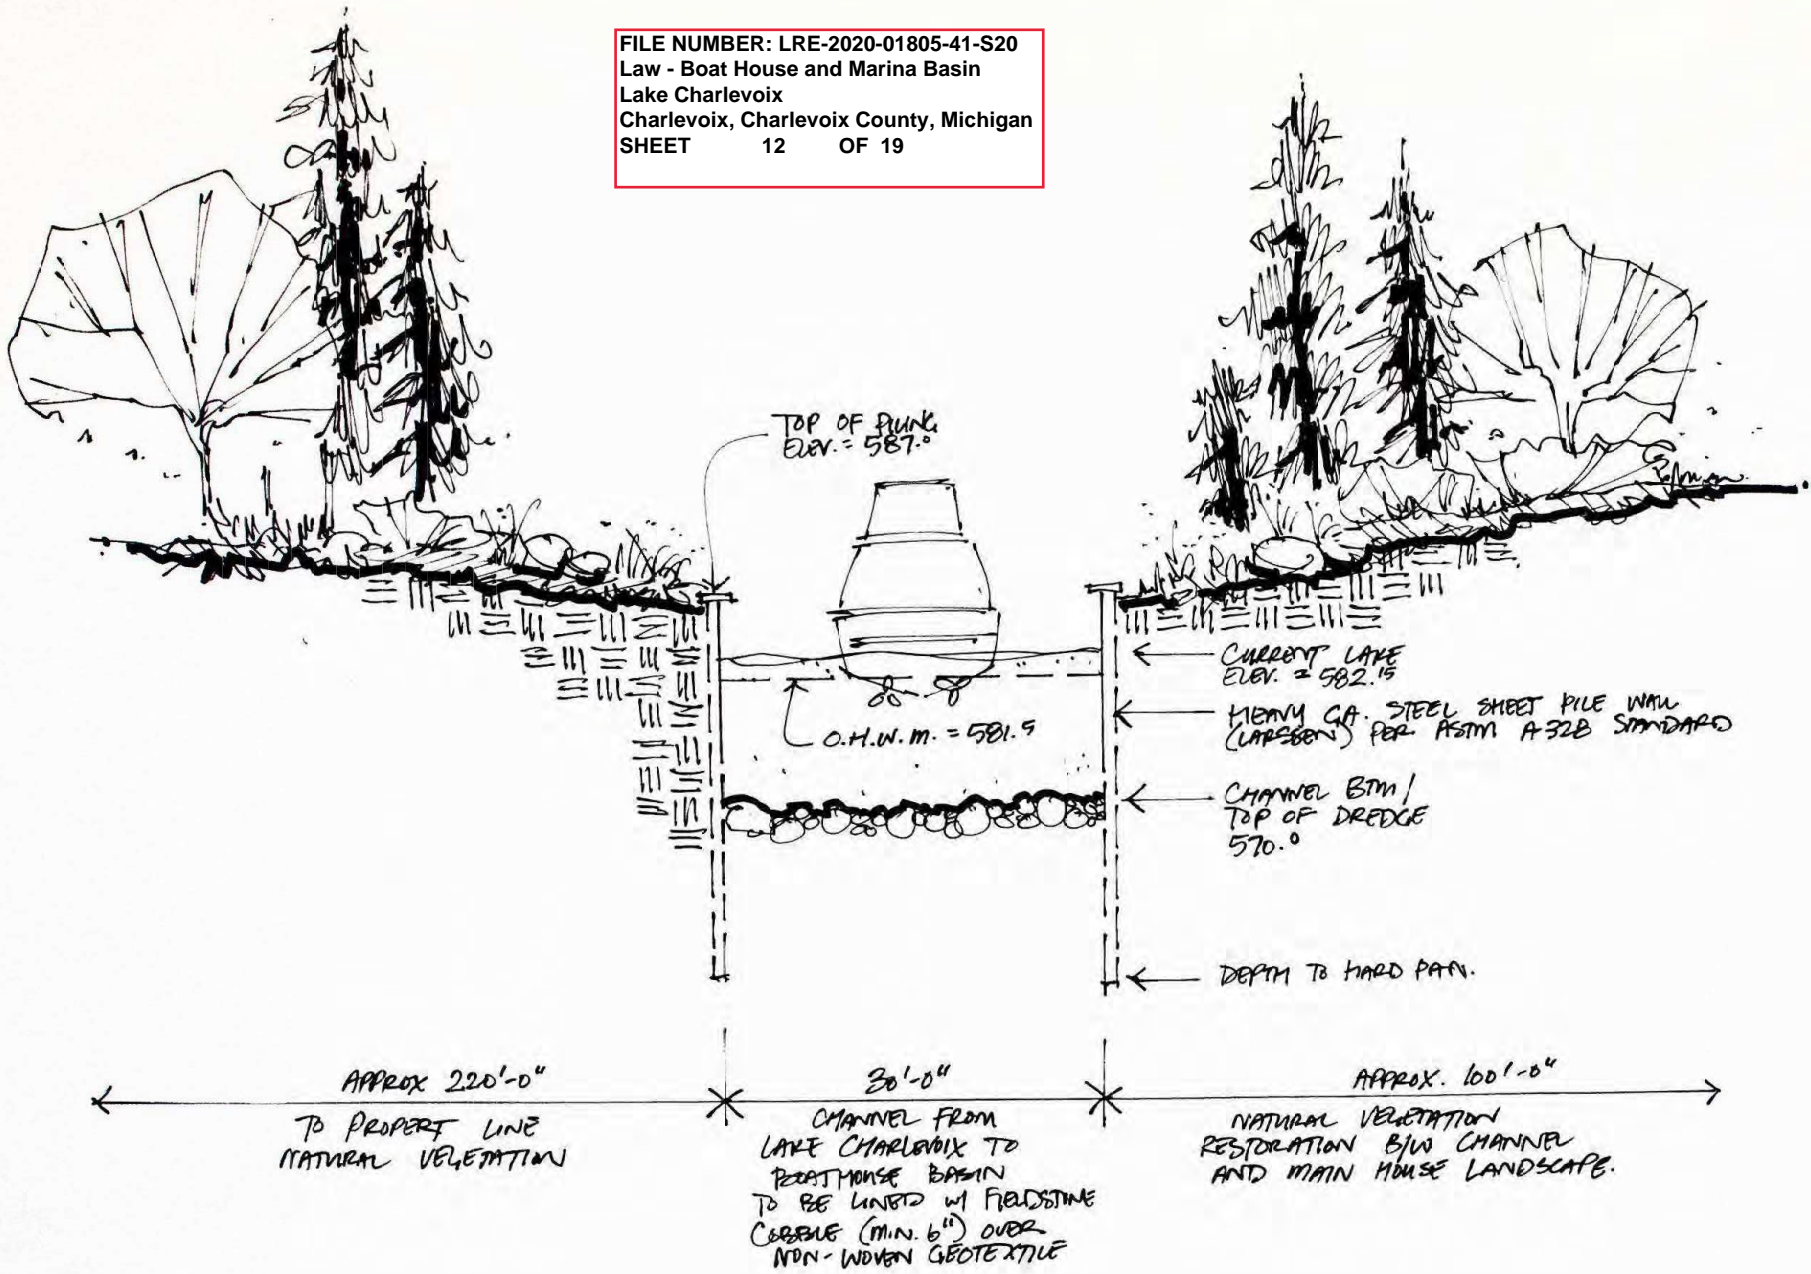 FILE NUMBER: LRE-2020-01805-41-S20
Law - Boat House and Marina Basin
Lake Charlevoix
Charlevoix, Charlevoix County, Michigan
SHEET 12 OF 19
TOP OF PILING
ELEV. = 587.0
CURRENT LAKE
ELEV. = 582.15
HEAVY GA. STEEL SHEET PILE WALL
(LARSSEN) PER ASTM A-328 STANDARD
O.H.W.M. = 581.5
CHANNEL BTM/
TOP OF DREDGE
570.0
DEPTH TO HARD PAN.
APPROX 220'-0"
TO PROPERT LINE
NATURAL VEGETATION
30'-0"
CHANNEL FROM
LAKE CHARLEVOIX TO
BOATHOUSE BASIN
TO BE LINED W/ FIELDSTONE
COBBLE (MIN. 6") OVER
NON-WOVEN GEOTEXTILE
APPROX. 100'-0"
NATURAL VEGETATION
RESTORATION B/W CHANNEL
AND MAIN HOUSE LANDSCAPE.